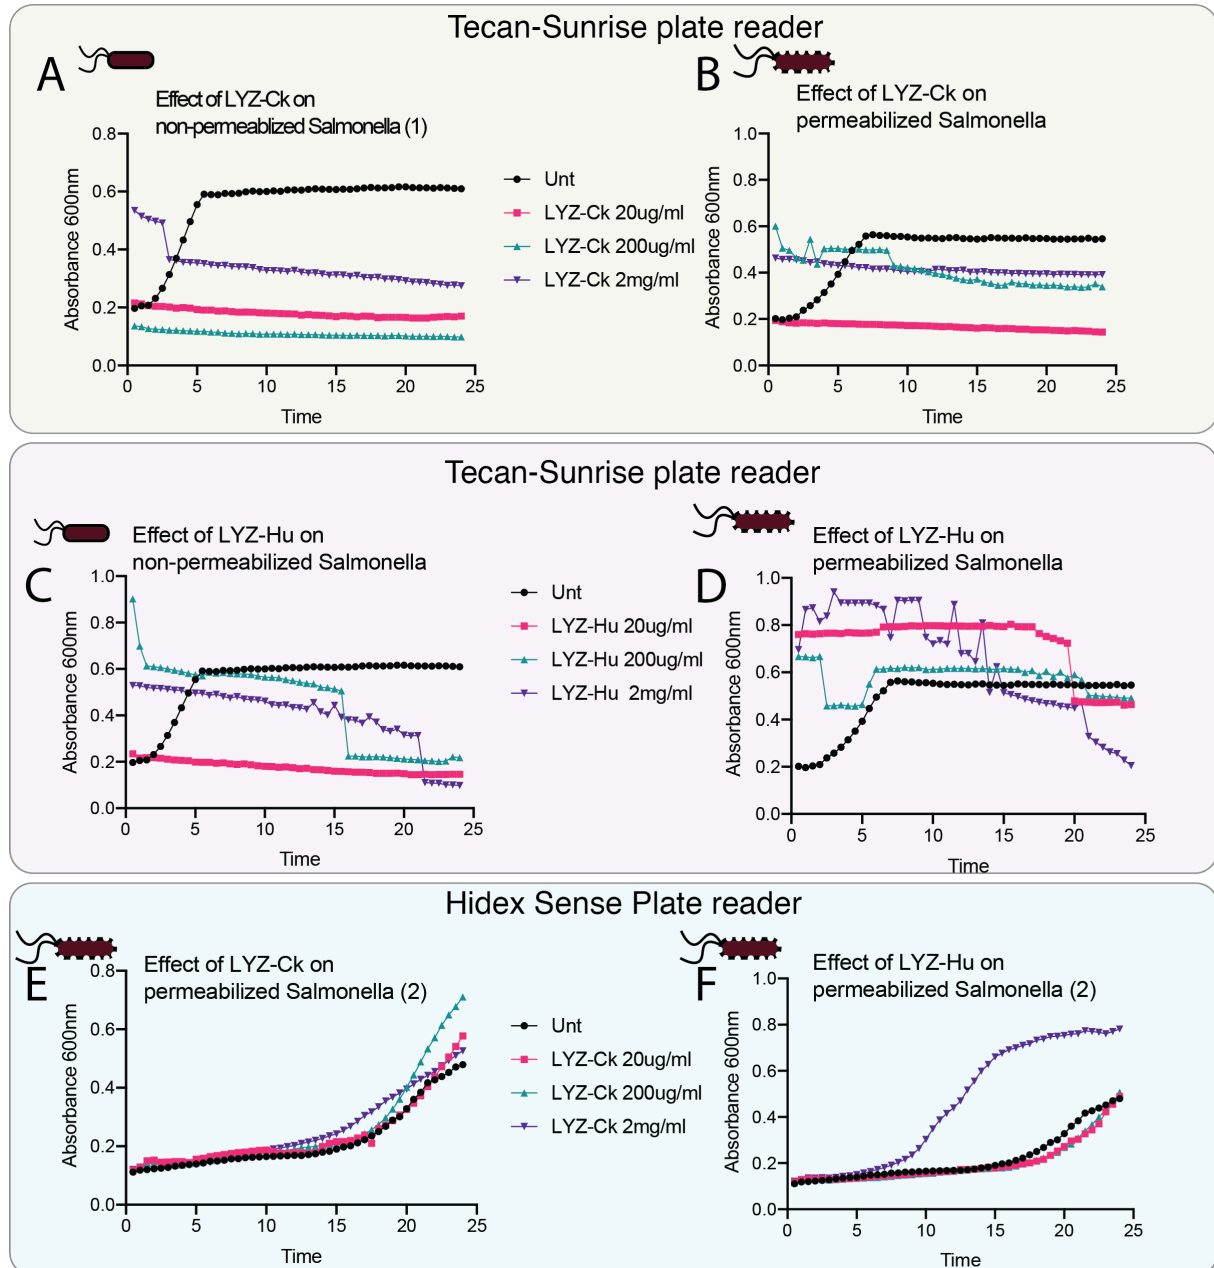 Tecan-Sunrise plate reader
A
Effect of LYZ-Ck on
non-permeablized Salmonella (1)
0.8
0.6
0.4
0.2
0.0
Absorbance 600nm
0 5 10 15 20 25
Time
Unt
LYZ-Ck 20ug/ml
LYZ-Ck 200ug/ml
LYZ-Ck 2mg/ml
B
Effect of LYZ-Ck on
permeabilized Salmonella
1.0
0.8
0.6
0.4
0.2
0.0
Absorbance 600nm
0 5 10 15 20 25
Time
Tecan-Sunrise plate reader
C
Effect of LYZ-Hu on
non-permeabilized Salmonella
1.0
0.8
0.6
0.4
0.2
0.0
Absorbance 600nm
0 5 10 15 20 25
Time
Unt
LYZ-Hu 20ug/ml
LYZ-Hu 200ug/ml
LYZ-Hu 2mg/ml
D
Effect of LYZ-Hu on
permeabilized Salmonella
1.0
0.8
0.6
0.4
0.2
0.0
Absorbance 600nm
0 5 10 15 20 25
Time
Hidex Sense Plate reader
E
Effect of LYZ-Ck on
permeabilized Salmonella (2)
0.8
0.6
0.4
0.2
0.0
Absorbance 600nm
0 5 10 15 20 25
Time
Unt
LYZ-Ck 20ug/ml
LYZ-Ck 200ug/ml
LYZ-Ck 2mg/ml
F
Effect of LYZ-Hu on
permeabilized Salmonella (2)
1.0
0.8
0.6
0.4
0.2
0.0
Absorbance 600nm
0 5 10 15 20 25
Time